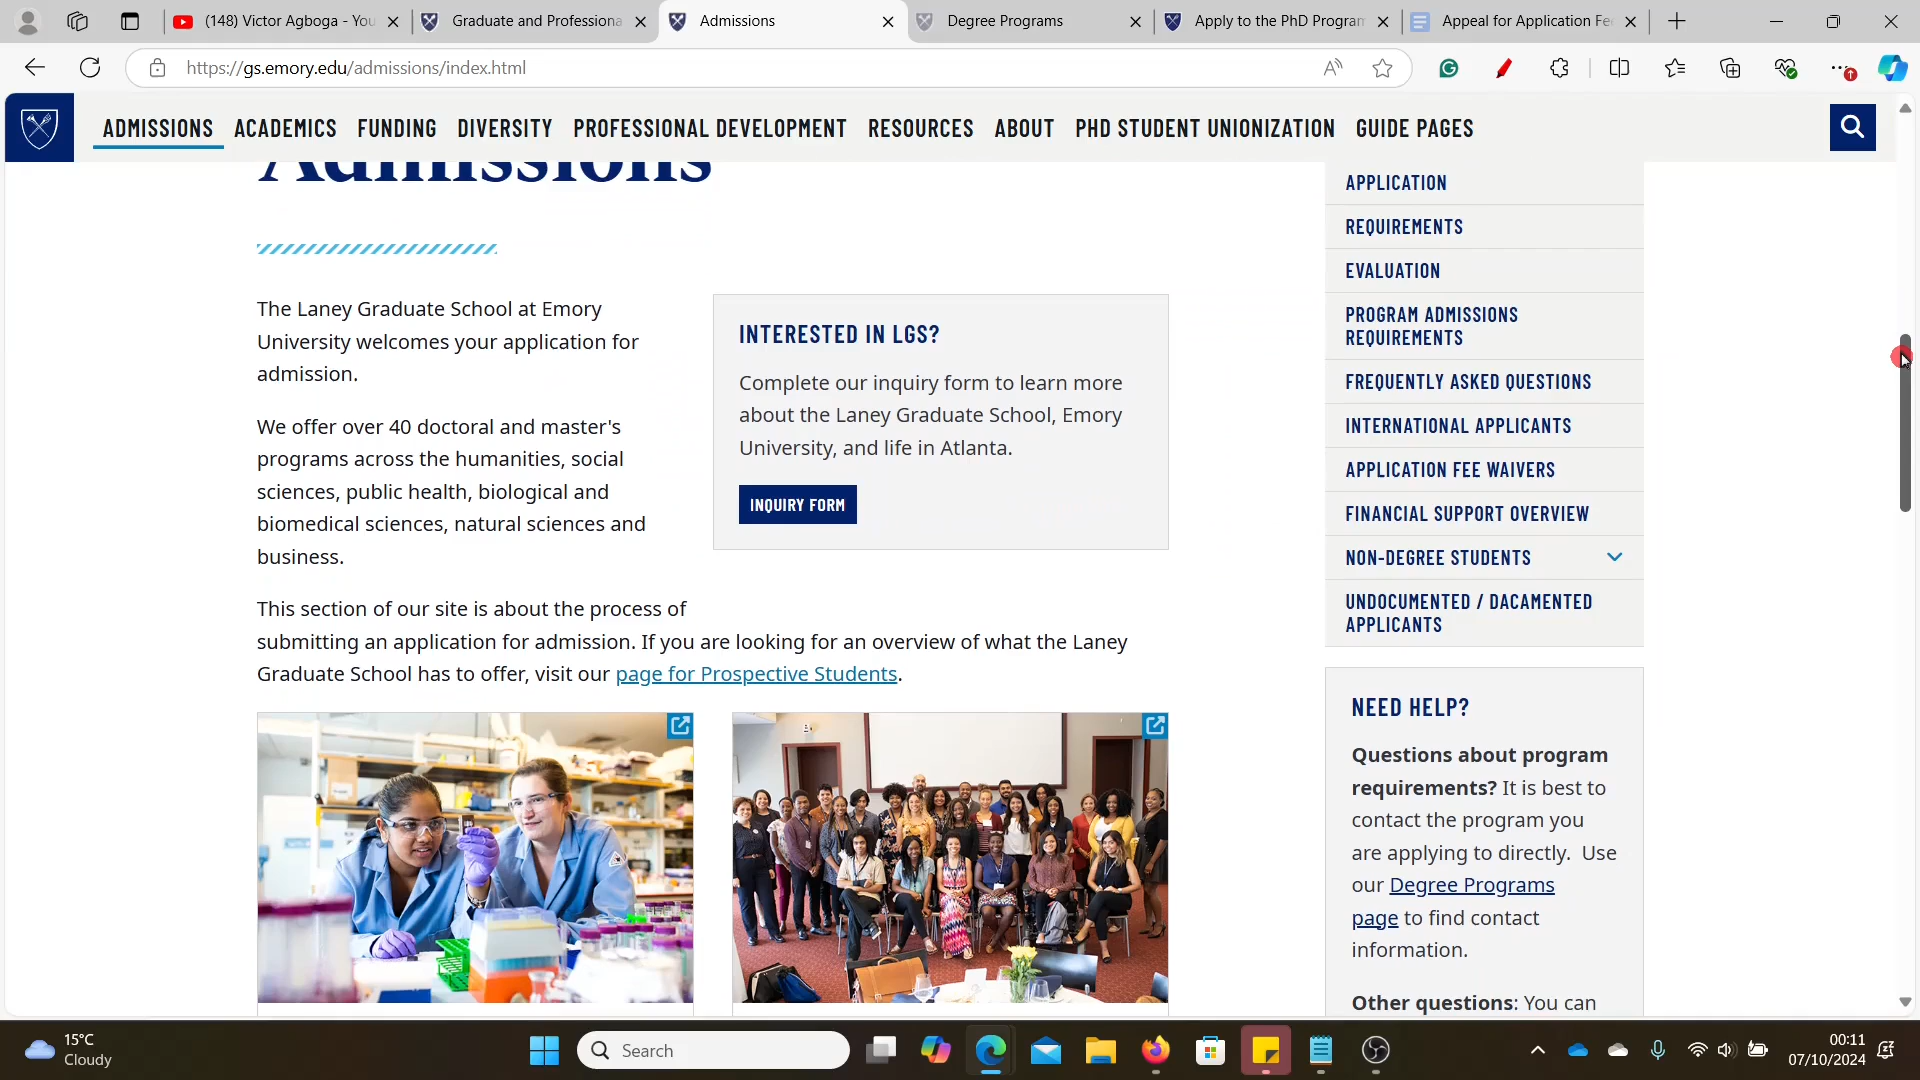 (148) Victor Agboga - You
Graduate and Professiona
Admissions
Degree Programs
Apply to the PhD Program
Appeal for Application Fe
https://gs.emory.edu/admissions/index.html
ADMISSIONS ACADEMICS FUNDING DIVERSITY PROFESSIONAL DEVELOPMENT RESOURCES ABOUT PHD STUDENT UNIONIZATION GUIDE PAGES
Admissions
The Laney Graduate School at Emory
University welcomes your application for
admission.
We offer over 40 doctoral and master's
programs across the humanities, social
sciences, public health, biological and
biomedical sciences, natural sciences and
business.
INTERESTED IN LGS?
Complete our inquiry form to learn more
about the Laney Graduate School, Emory
University, and life in Atlanta.
INQUIRY FORM
This section of our site is about the process of
submitting an application for admission. If you are looking for an overview of what the Laney
Graduate School has to offer, visit our page for Prospective Students.
APPLICATION
REQUIREMENTS
EVALUATION
PROGRAM ADMISSIONS
REQUIREMENTS
FREQUENTLY ASKED QUESTIONS
INTERNATIONAL APPLICANTS
APPLICATION FEE WAIVERS
FINANCIAL SUPPORT OVERVIEW
NON-DEGREE STUDENTS
UNDOCUMENTED / DACAMENTED
APPLICANTS
NEED HELP?
Questions about program
requirements? It is best to
contact the program you
are applying to directly. Use
our Degree Programs
page to find contact
information.
Other questions: You can
15°C
Cloudy
Search
00:11
07/10/2024